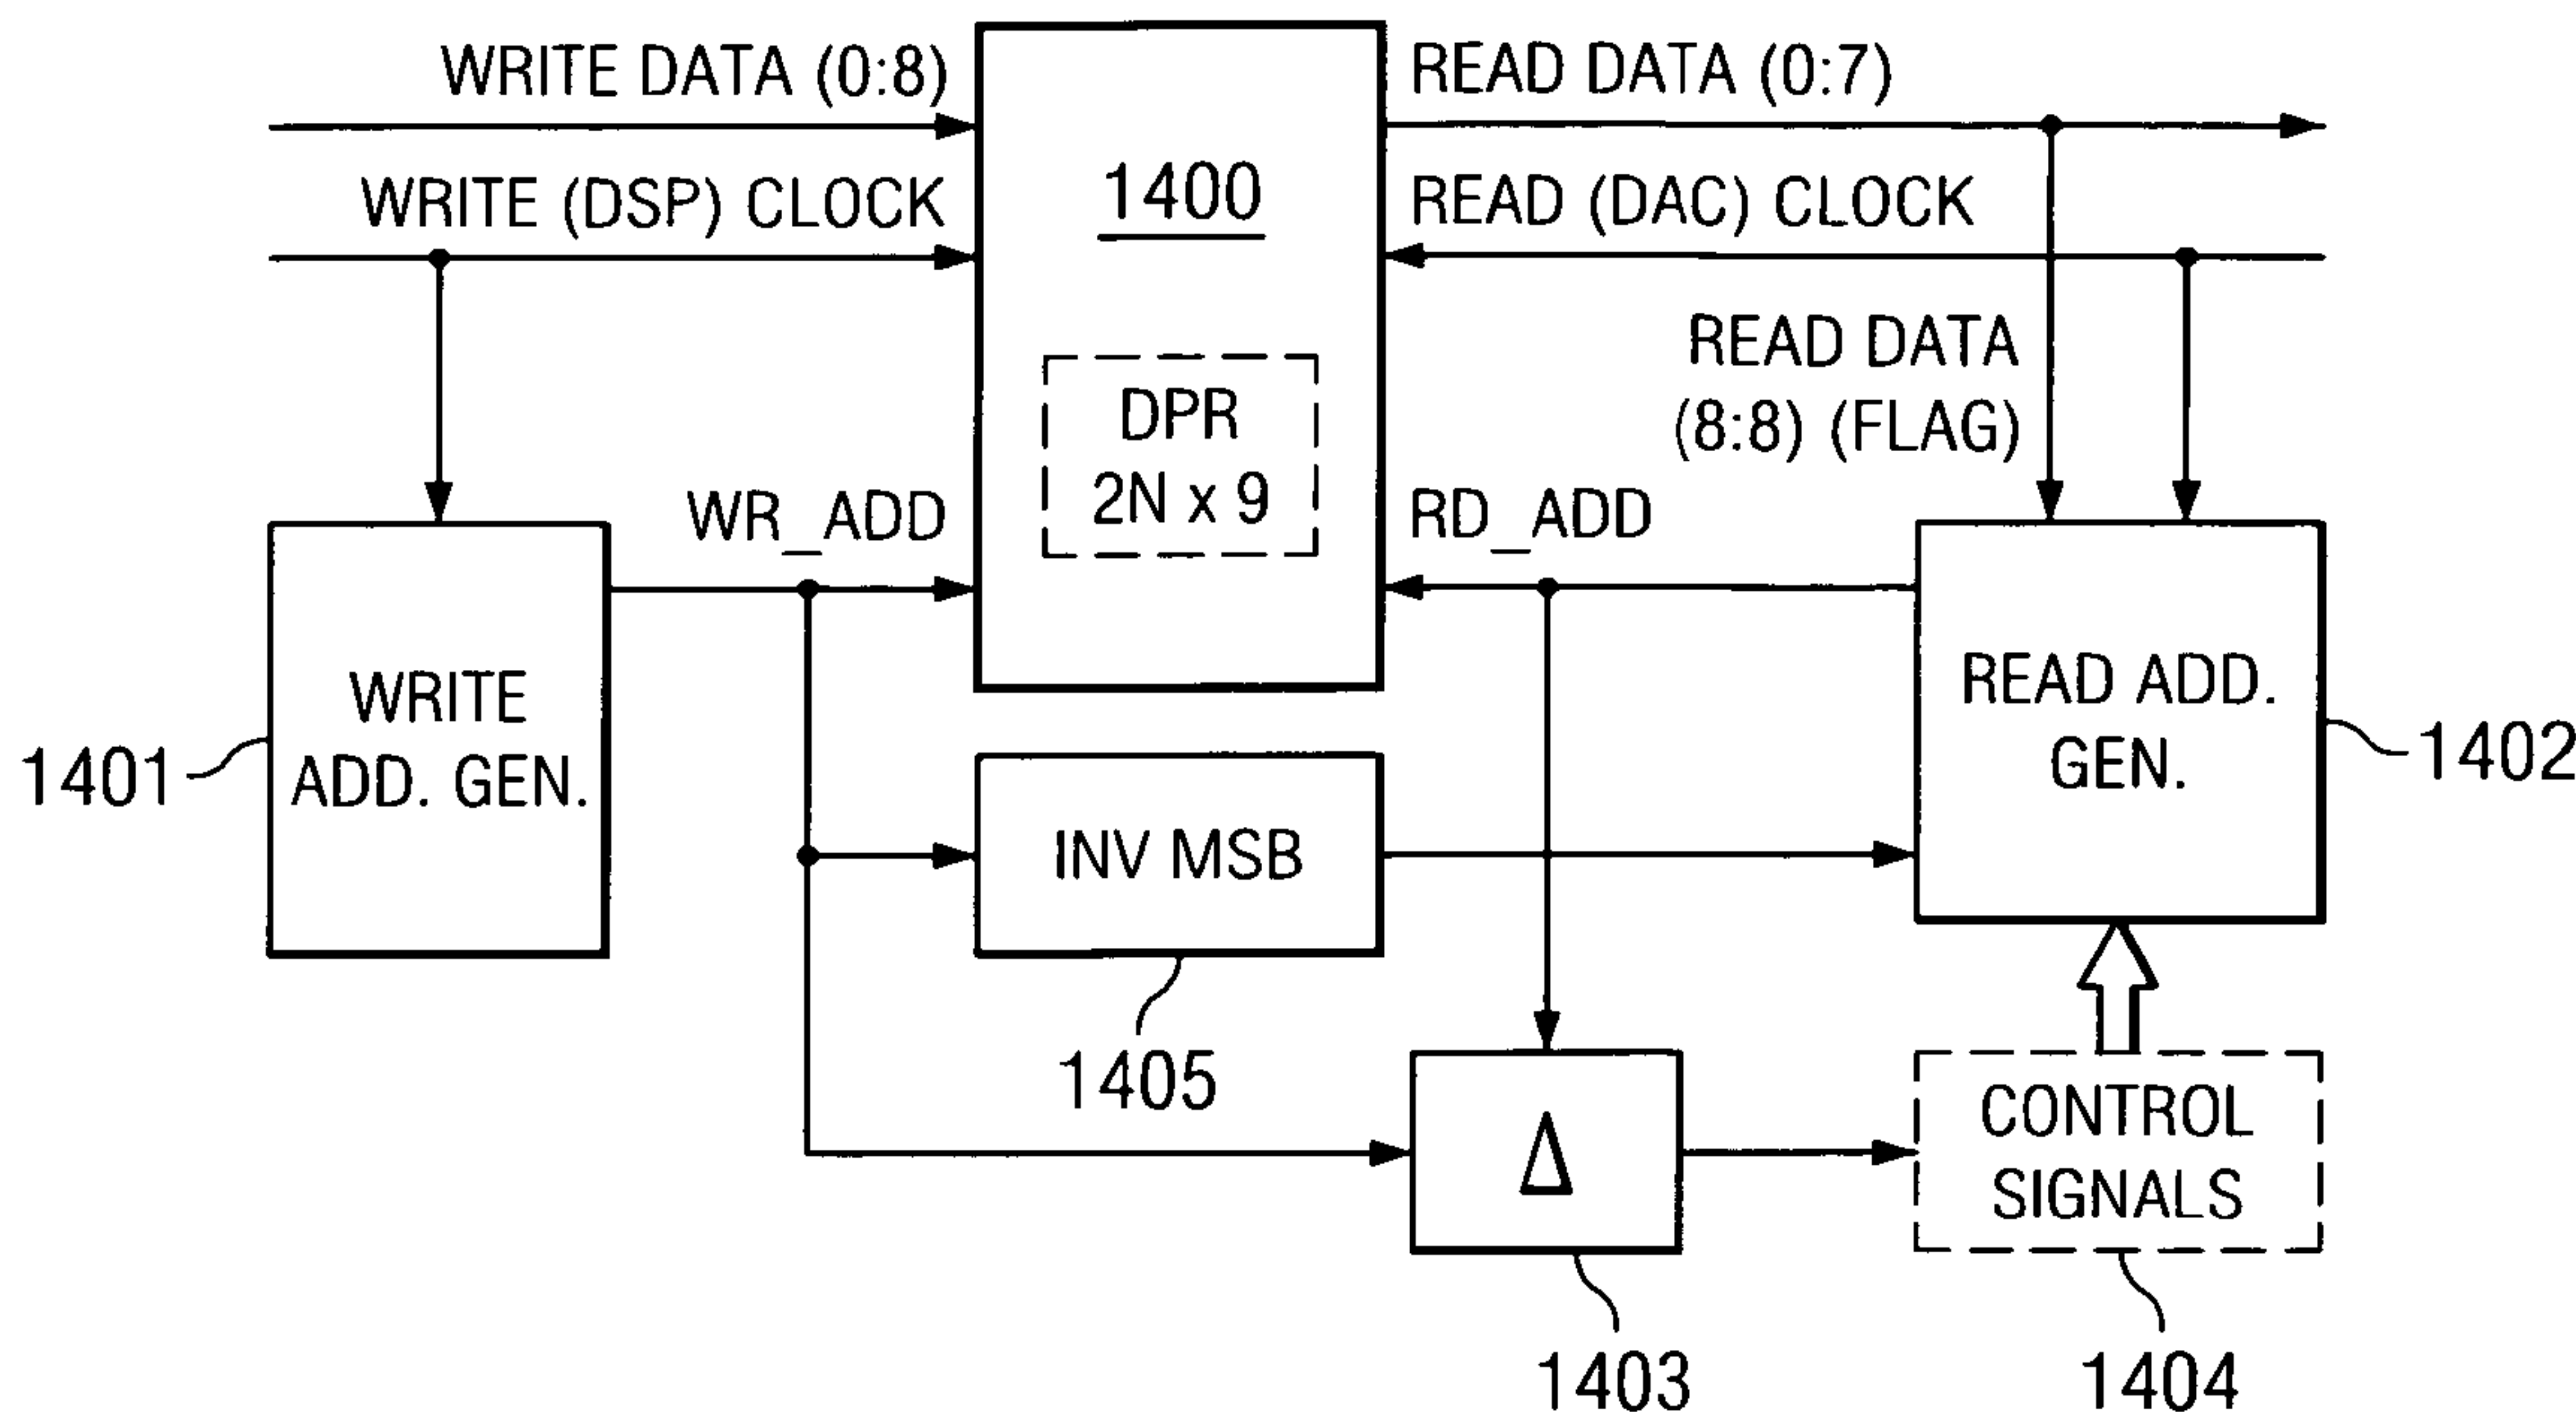 WRITE DATA (0:8)
READ DATA (0:7)
WRITE (DSP) CLOCK
1400
READ (DAC) CLOCK
READ DATA
(8:8) (FLAG)
DPR
2N x 9
WR_ADD
RD_ADD
WRITE
ADD. GEN.
1401
READ ADD.
GEN.
1402
INV MSB
1405
Δ
CONTROL
SIGNALS
1403
1404